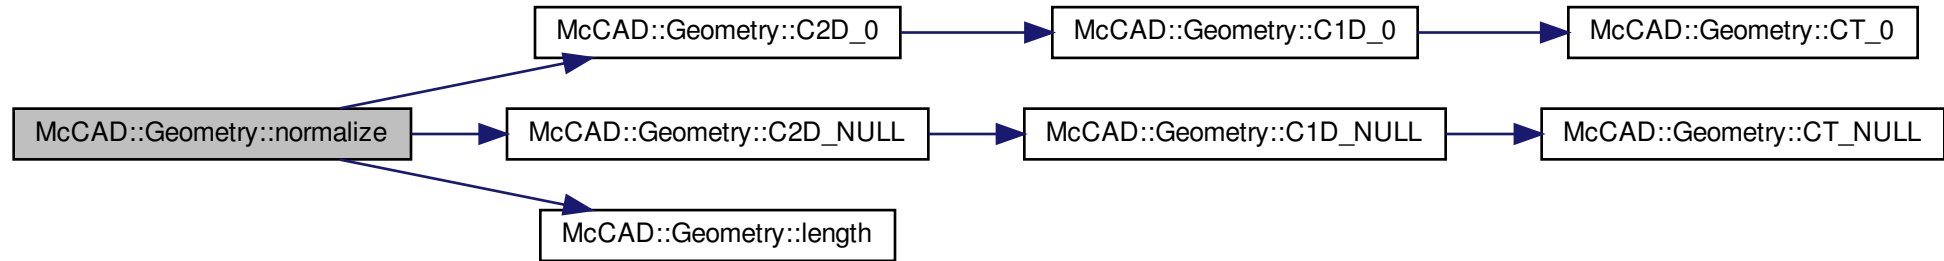 McCAD::Geometry::C2D_0
McCAD::Geometry::C1D_0
McCAD::Geometry::CT_0
McCAD::Geometry::normalize
McCAD::Geometry::C2D_NULL
McCAD::Geometry::C1D_NULL
McCAD::Geometry::CT_NULL
McCAD::Geometry::length